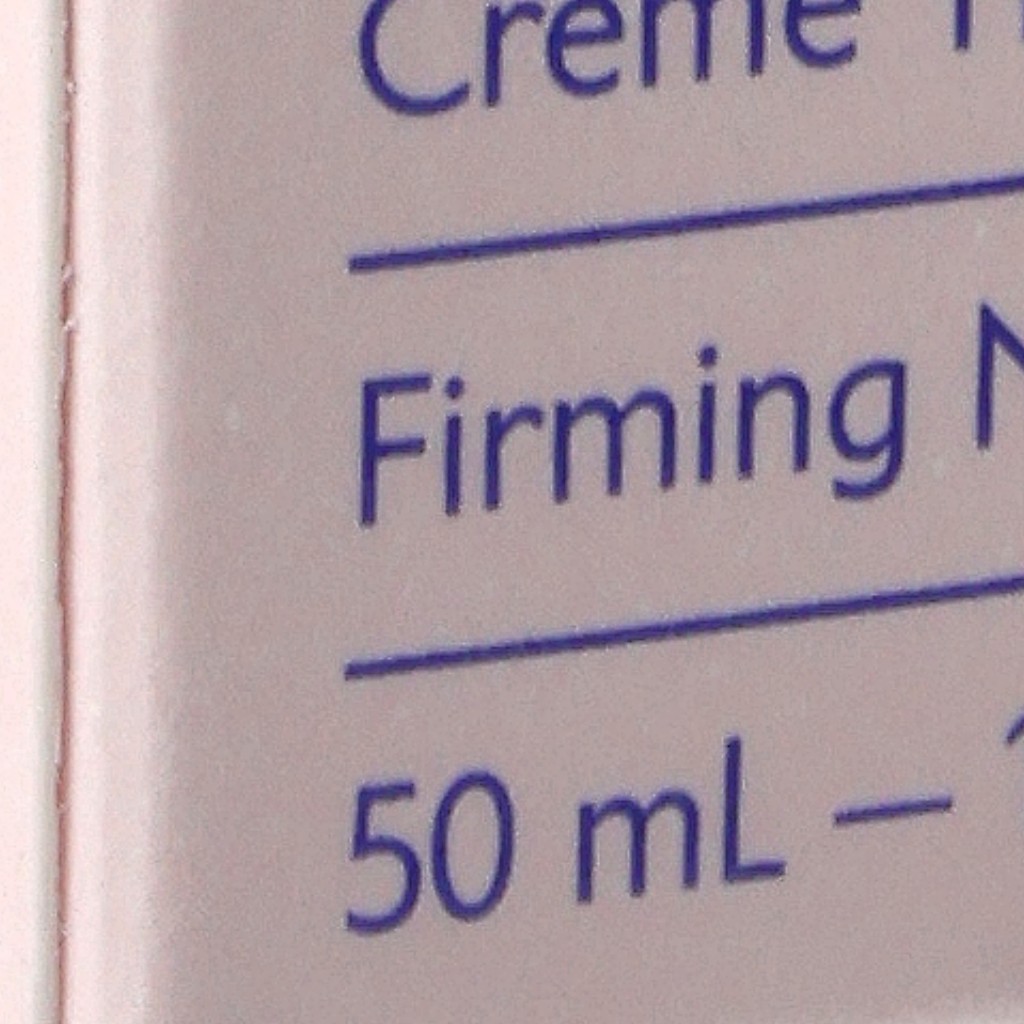 Creme
Firming
50 mL –